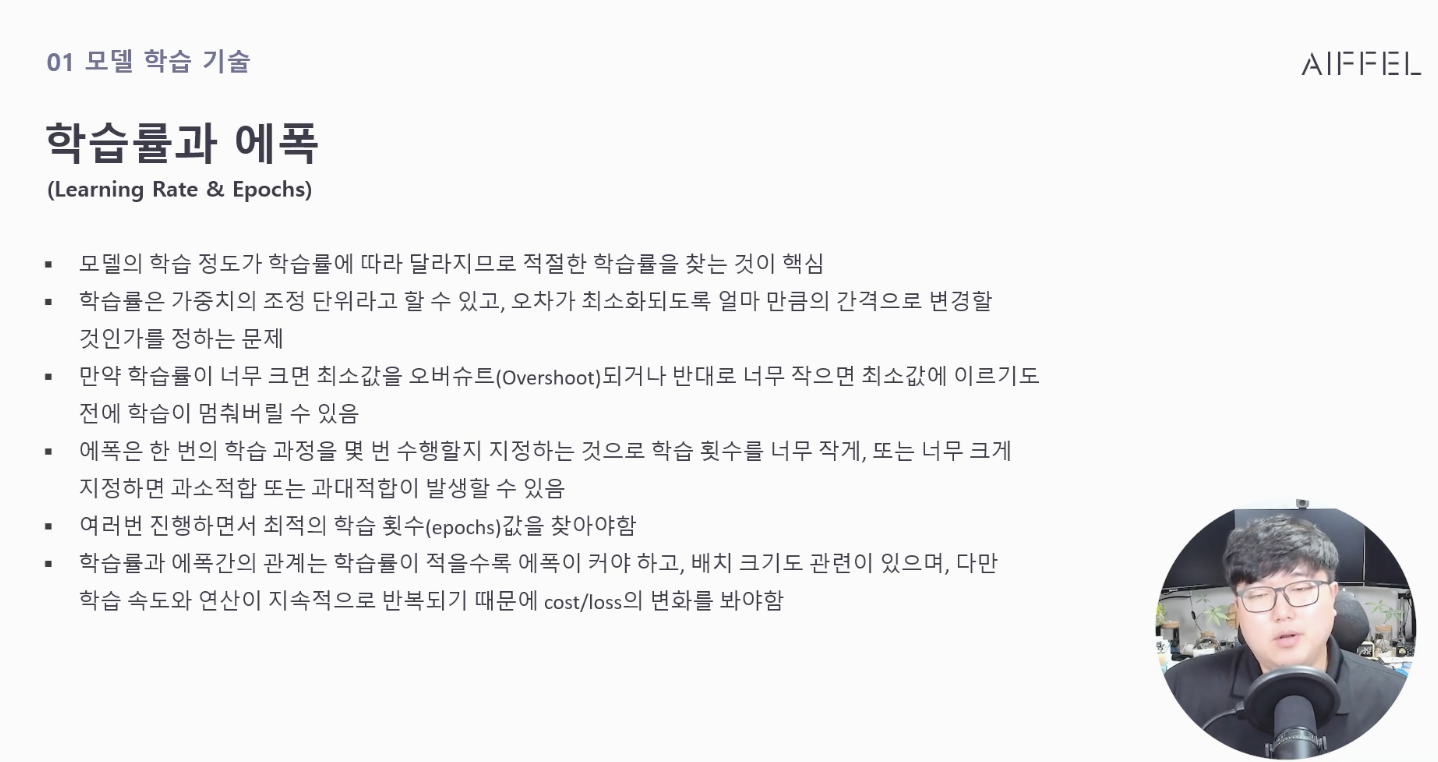 01 모델 학습 기술
AIFFEL
학습률과 에폭
(Learning Rate & Epochs)
▪ 모델의 학습 정도가 학습률에 따라 달라지므로 적절한 학습률을 찾는 것이 핵심
▪ 학습률은 가중치의 조정 단위라고 할 수 있고, 오차가 최소화되도록 얼마 만큼의 간격으로 변경할
것인가를 정하는 문제
▪ 만약 학습률이 너무 크면 최소값을 오버슈트(Overshoot)되거나 반대로 너무 작으면 최소값에 이르기도
전에 학습이 멈춰버릴 수 있음
▪ 에폭은 한 번의 학습 과정을 몇 번 수행할지 지정하는 것으로 학습 횟수를 너무 작게, 또는 너무 크게
지정하면 과소적합 또는 과대적합이 발생할 수 있음
▪ 여러번 진행하면서 최적의 학습 횟수(epochs)값을 찾아야함
▪ 학습률과 에폭간의 관계는 학습률이 적을수록 에폭이 커야 하고, 배치 크기도 관련이 있으며, 다만
학습 속도와 연산이 지속적으로 반복되기 때문에 cost/loss의 변화를 봐야함